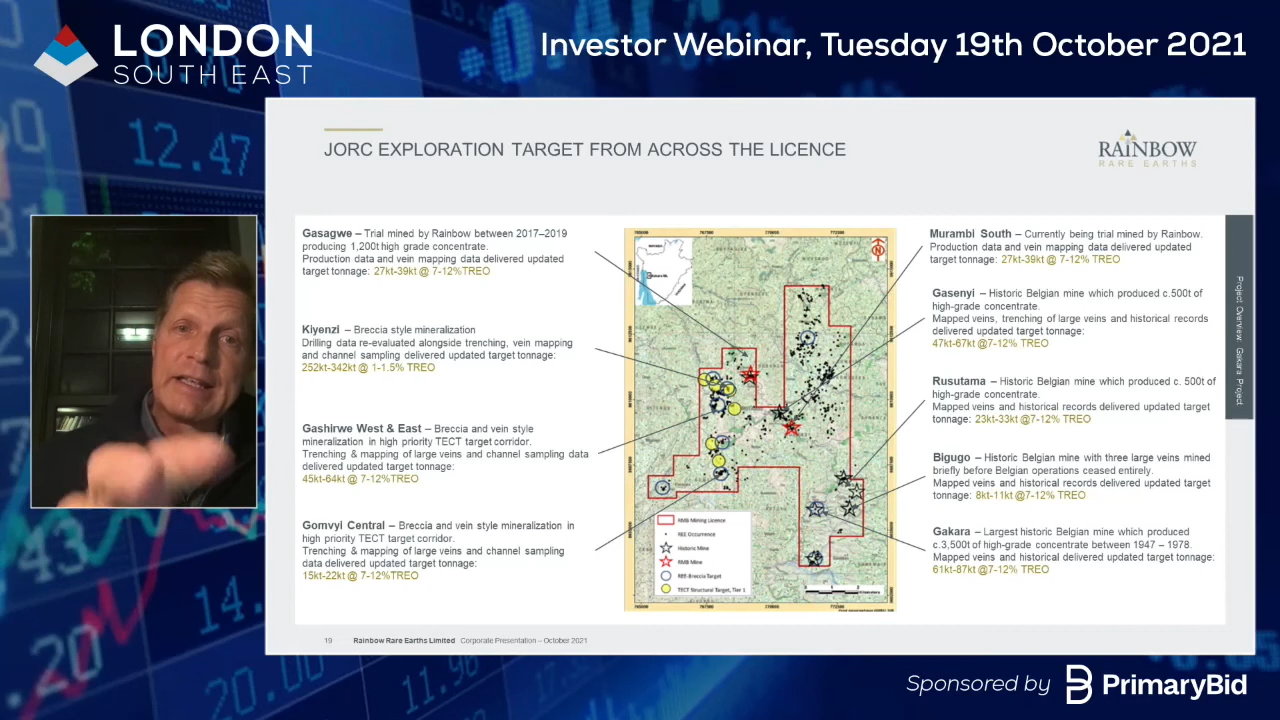 LONDON
SOUTH EAST
Investor Webinar, Tuesday 19th October 2021
JORC EXPLORATION TARGET FROM ACROSS THE LICENCE
RAINBOW
RARE EARTHS
Gasagwe – Trial mined by Rainbow between 2017–2019
producing 1,200t high grade concentrate.
Production data and vein mapping data delivered updated
target tonnage: 27kt-39kt @ 7-12%TREO
Kiyenzi – Breccia style mineralization
Drilling data re-evaluated alongside trenching, vein mapping
and channel sampling delivered updated target tonnage:
252kt-342kt @ 1-1.5% TREO
Gashirwe West & East – Breccia and vein style
mineralization in high priority TECT target corridor.
Trenching & mapping of large veins and channel sampling data
delivered updated target tonnage:
45kt-64kt @ 7-12%TREO
Gomvyi Central – Breccia and vein style mineralization in
high priority TECT target corridor.
Trenching & mapping of large veins and channel sampling
data delivered updated target tonnage:
15kt-22kt @ 7-12%TREO
RMB Mining Licence
REE Occurrence
Historic Mine
RMB Mine
REE-Breccia Target
TECT Structural Target, Tier 1
Murambi South – Currently being trial mined by Rainbow.
Production data and vein mapping data delivered updated
target tonnage: 27kt-39kt @ 7-12% TREO
Gasenyi – Historic Belgian mine which produced c.500t of
high-grade concentrate.
Mapped veins, trenching of large veins and historical records
delivered updated target tonnage:
47kt-67kt @7-12% TREO
Rusutama – Historic Belgian mine which produced c. 500t of
high-grade concentrate.
Mapped veins and historical records delivered updated target
tonnage: 23kt-33kt @7-12% TREO
Bigugo – Historic Belgian mine with three large veins mined
briefly before Belgian operations ceased entirely.
Mapped veins and historical records delivered updated target
tonnage: 8kt-11kt @7-12% TREO
Gakara – Largest historic Belgian mine which produced
c.3,500t of high-grade concentrate between 1947 – 1978.
Mapped veins and historical delivered updated target tonnage:
61kt-87kt @7-12% TREO
Project Overview: Gakara Project
19 Rainbow Rare Earths Limited Corporate Presentation – October 2021
Sponsored by PrimaryBid
12.47
20.00
11.96